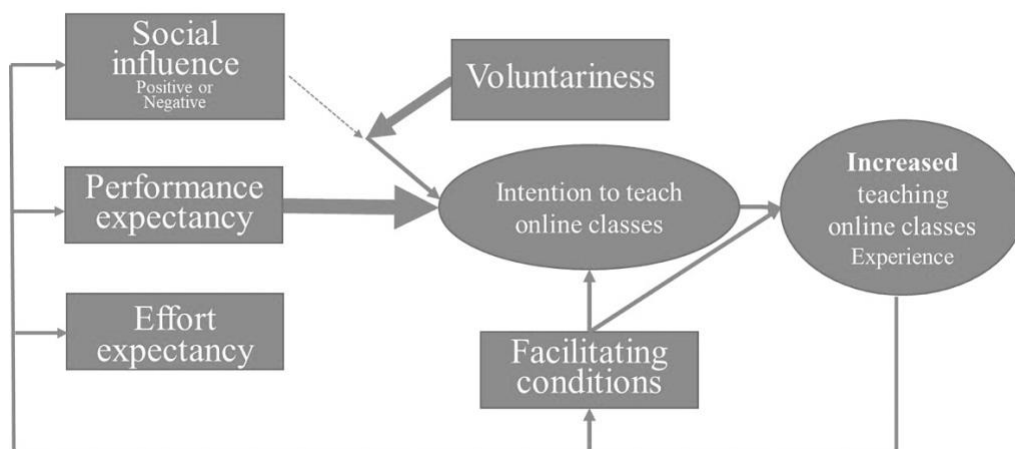 Social
influence
Positive or
Negative
Voluntariness
Performance
expectancy
Intention to teach
online classes
Increased
teaching
online classes
Experience
Effort
expectancy
Facilitating
conditions